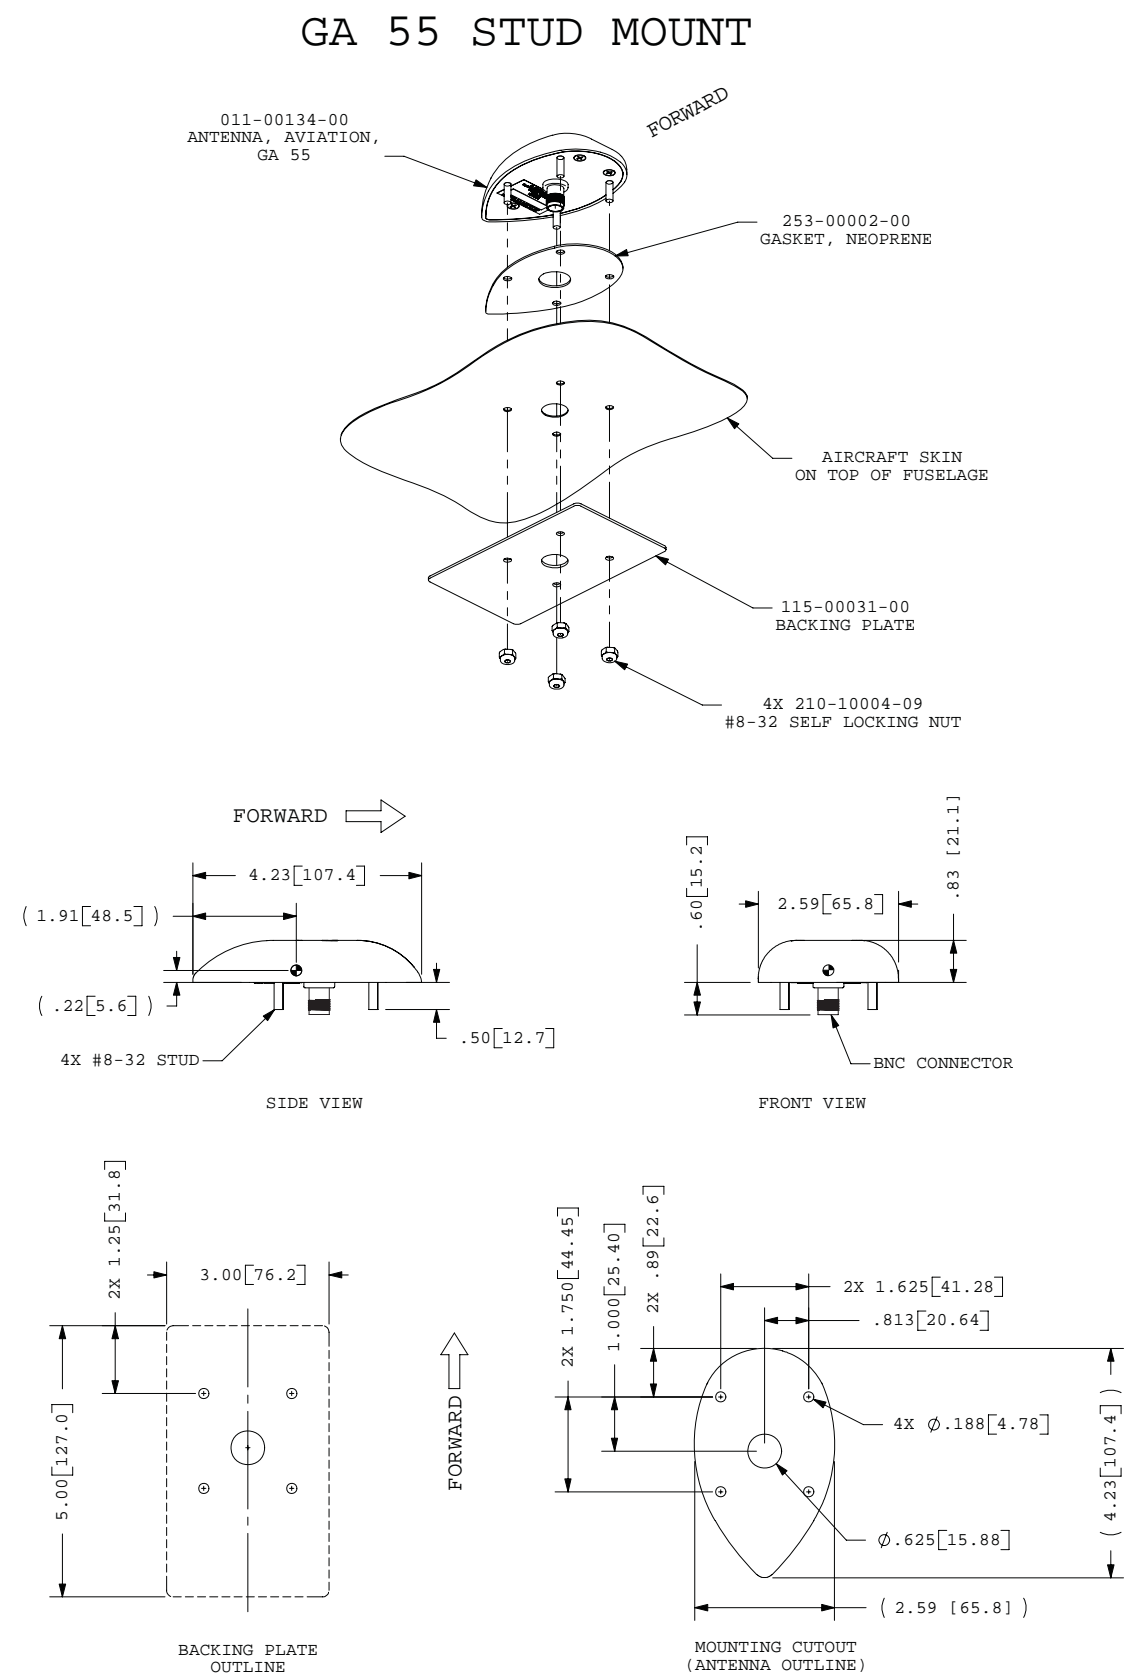 GA 55 STUD MOUNT
011-00134-00
ANTENNA, AVIATION,
GA 55
FORWARD
253-00002-00
GASKET, NEOPRENE
AIRCRAFT SKIN
ON TOP OF FUSELAGE
115-00031-00
BACKING PLATE
4X 210-10004-09
#8-32 SELF LOCKING NUT
FORWARD
4.23[107.4]
(1.91[48.5])
(.22[5.6])
4X #8-32 STUD
.50[12.7]
SIDE VIEW
.60[15.2]
2.59[65.8]
.83 [21.1]
BNC CONNECTOR
FRONT VIEW
2X 1.25[31.8]
3.00[76.2]
5.00[127.0]
BACKING PLATE
OUTLINE
FORWARD
2X 1.750[44.45]
1.000[25.40]
2X .89[22.6]
2X 1.625[41.28]
.813[20.64]
4X Ø.188[4.78]
(4.23[107.4])
Ø.625[15.88]
(2.59 [65.8])
MOUNTING CUTOUT
(ANTENNA OUTLINE)